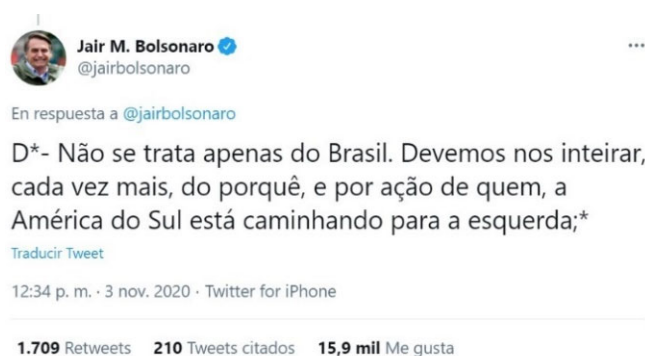 Jair M. Bolsonaro
@jairbolsonaro
En respuesta a @jairbolsonaro
D*- Não se trata apenas do Brasil. Devemos nos inteirar,
cada vez mais, do porquê, e por ação de quem, a
América do Sul está caminhando para a esquerda;*
Traducir Tweet
12:34 p. m. · 3 nov. 2020 · Twitter for iPhone
1.709 Retweets 210 Tweets citados 15,9 mil Me gusta